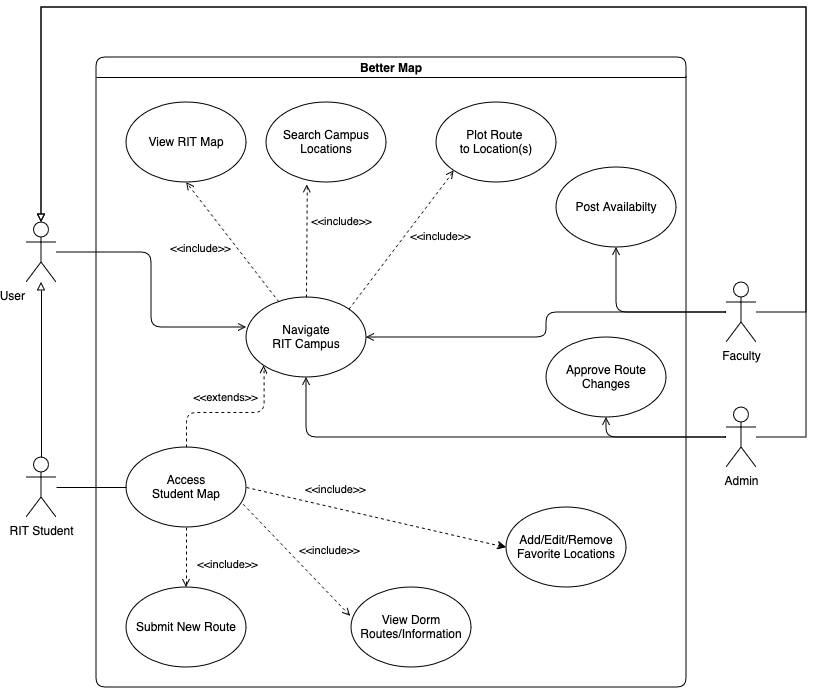 Better Map
View RIT Map
Search Campus
Locations
Plot Route
to Location(s)
Post Availabilty
<<include>>
<<include>>
<<include>>
User
Navigate
RIT Campus
Faculty
Approve Route
Changes
<<extends>>
Access
Student Map
Admin
<<include>>
RIT Student
Add/Edit/Remove
Favorite Locations
<<include>>
<<include>>
Submit New Route
View Dorm
Routes/Information